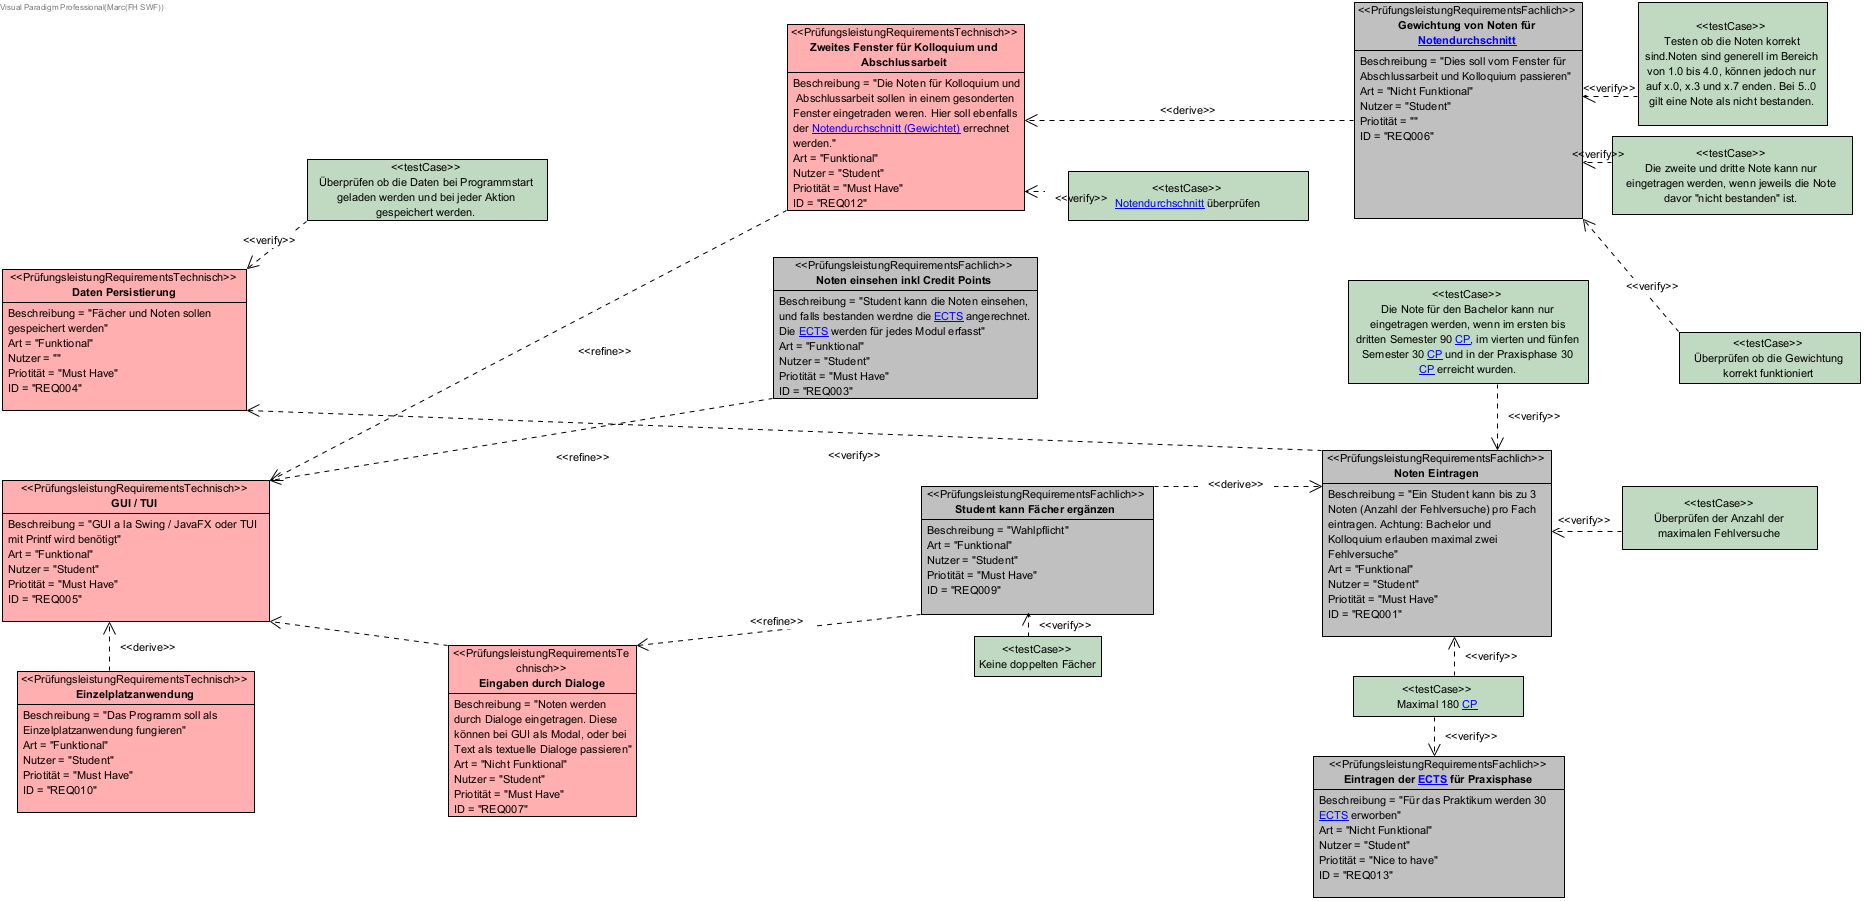 Visual Paradigm Professional(Marc(FH SWF))
<<PrüfungsleistungRequirementsTechnisch>>
Zweites Fenster für Kolloquium und
Abschlussarbeit
Beschreibung = "Die Noten für Kolloquium und
Abschlussarbeit sollen in einem gesonderten
Fenster eingetraden weren. Hier soll ebenfalls
der Notendurchschnitt (Gewichtet) errechnet
werden."
Art = "Funktional"
Nutzer = "Student"
Priotität = "Must Have"
ID = "REQ012"
<<derive>>
<<PrüfungsleistungRequirementsFachlich>>
Gewichtung von Noten für
Notendurchschnitt
Beschreibung = "Dies soll vom Fenster für
Abschlussarbeit und Kolloquium passieren"
Art = "Nicht Funktional"
Nutzer = "Student"
Priotität = ""
ID = "REQ006"
<<verify>>
<<testCase>>
Testen ob die Noten korrekt
sind.Noten sind generell im Bereich
von 1.0 bis 4.0, können jedoch nur
auf x.0, x.3 und x.7 enden. Bei 5..0
gilt eine Note als nicht bestanden.
<<verify>>
<<testCase>>
Die zweite und dritte Note kann nur
eingetragen werden, wenn jeweils die Note
davor "nicht bestanden" ist.
<<verify>>
<<testCase>>
Überprüfen ob die Gewichtung
korrekt funktioniert
<<verify>>
<<testCase>>
Notendurchschnitt überprüfen
<<testCase>>
Überprüfen ob die Daten bei Programmstart
geladen werden und bei jeder Aktion
gespeichert werden.
<<verify>>
<<PrüfungsleistungRequirementsTechnisch>>
Daten Persistierung
Beschreibung = "Fächer und Noten sollen
gespeichert werden"
Art = "Funktional"
Nutzer = ""
Priotität = "Must Have"
ID = "REQ004"
<<PrüfungsleistungRequirementsFachlich>>
Noten einsehen inkl Credit Points
Beschreibung = "Student kann die Noten einsehen,
und falls bestanden werdne die ECTS angerechnet.
Die ECTS werden für jedes Modul erfasst"
Art = "Funktional"
Nutzer = "Student"
Priotität = "Must Have"
ID = "REQ003"
<<refine>>
<<refine>>
<<verify>>
<<testCase>>
Die Note für den Bachelor kann nur
eingetragen werden, wenn im ersten bis
dritten Semester 90 CP, im vierten und fünfen
Semester 30 CP und in der Praxisphase 30
CP erreicht wurden.
<<verify>>
<<PrüfungsleistungRequirementsFachlich>>
Noten Eintragen
Beschreibung = "Ein Student kann bis zu 3
Noten (Anzahl der Fehlversuche) pro Fach
eintragen. Achtung: Bachelor und
Kolloquium erlauben maximal zwei
Fehlversuche"
Art = "Funktional"
Nutzer = "Student"
Priotität = "Must Have"
ID = "REQ001"
<<verify>>
<<testCase>>
Überprüfen der Anzahl der
maximalen Fehlversuche
<<PrüfungsleistungRequirementsTechnisch>>
GUI / TUI
Beschreibung = "GUI a la Swing / JavaFX oder TUI
mit Printf wird benötigt"
Art = "Funktional"
Nutzer = "Student"
Priotität = "Must Have"
ID = "REQ005"
<<PrüfungsleistungRequirementsFachlich>>
Student kann Fächer ergänzen
Beschreibung = "Wahlpflicht"
Art = "Funktional"
Nutzer = "Student"
Priotität = "Must Have"
ID = "REQ009"
<<derive>>
<<refine>>
<<verify>>
<<testCase>>
Keine doppelten Fächer
<<derive>>
<<PrüfungsleistungRequirementsTechnisch>>
Einzelplatzanwendung
Beschreibung = "Das Programm soll als
Einzelplatzanwendung fungieren"
Art = "Funktional"
Nutzer = "Student"
Priotität = "Must Have"
ID = "REQ010"
<<PrüfungsleistungRequirementsTe
chnisch>>
Eingaben durch Dialoge
Beschreibung = "Noten werden
durch Dialoge eingetragen. Diese
können bei GUI als Modal, oder bei
Text als textuelle Dialoge passieren"
Art = "Nicht Funktional"
Nutzer = "Student"
Priotität = "Must Have"
ID = "REQ007"
<<verify>>
<<testCase>>
Maximal 180 CP
<<verify>>
<<PrüfungsleistungRequirementsFachlich>>
Eintragen der ECTS für Praxisphase
Beschreibung = "Für das Praktikum werden 30
ECTS erworben"
Art = "Nicht Funktional"
Nutzer = "Student"
Priotität = "Nice to have"
ID = "REQ013"